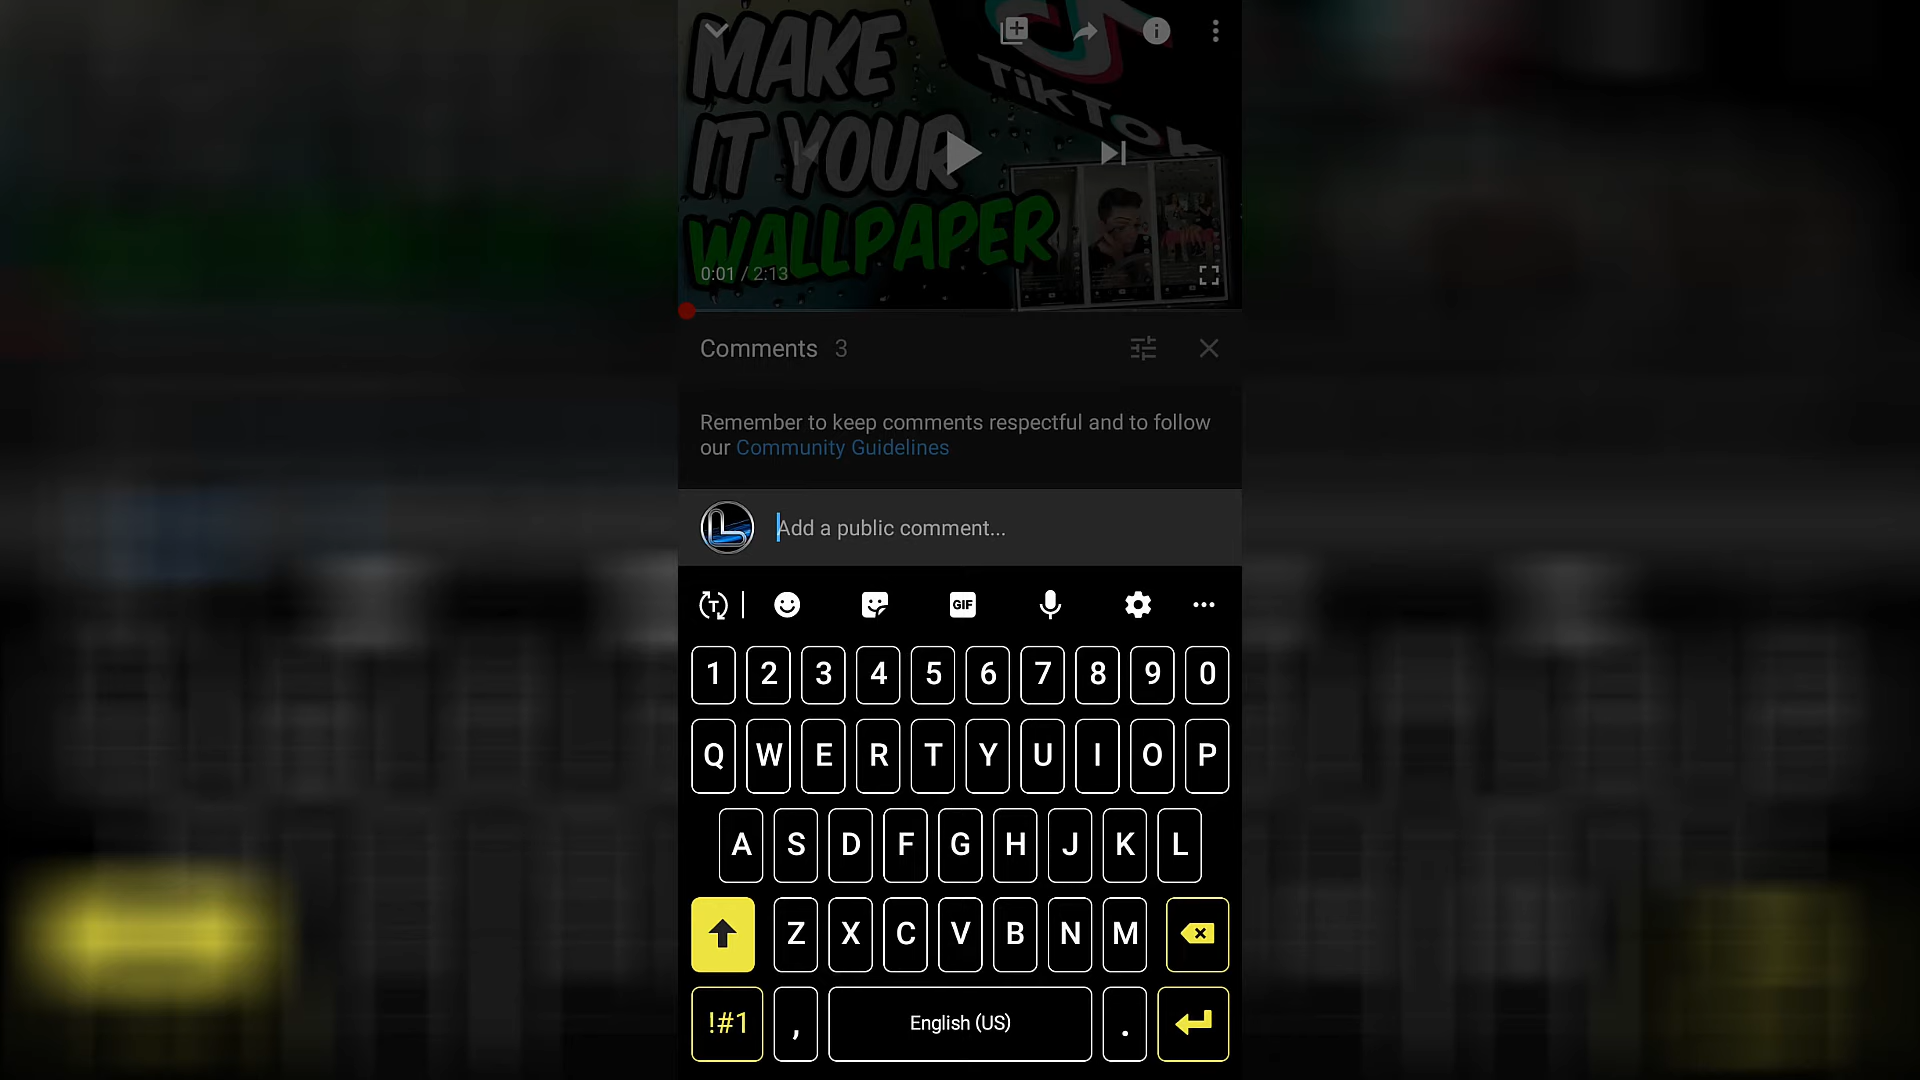 MAKE
IT YOUR
WALLPAPER
TikTok
0:01 / 2:13
Comments 3
Remember to keep comments respectful and to follow
our Community Guidelines
Add a public comment...
T GIF
1 2 3 4 5 6 7 8 9 0
Q W E R T Y U I O P
A S D F G H J K L
Z X C V B N M
!#1 , English (US) .